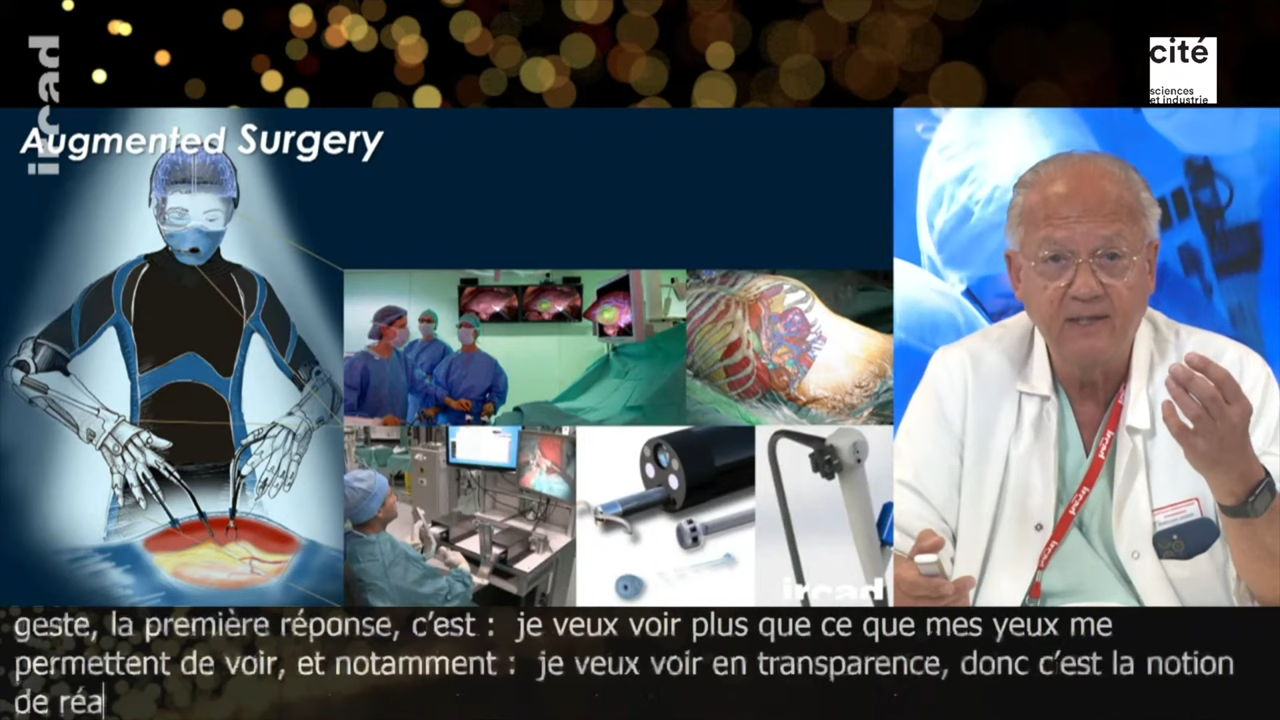 ircad
cité
sciences
et industrie
Augmented Surgery
ircad
ircad
ircad
geste, la première réponse, c'est : je veux voir plus que ce que mes yeux me
permettent de voir, et notamment : je veux voir en transparence, donc c'est la notion
de réa